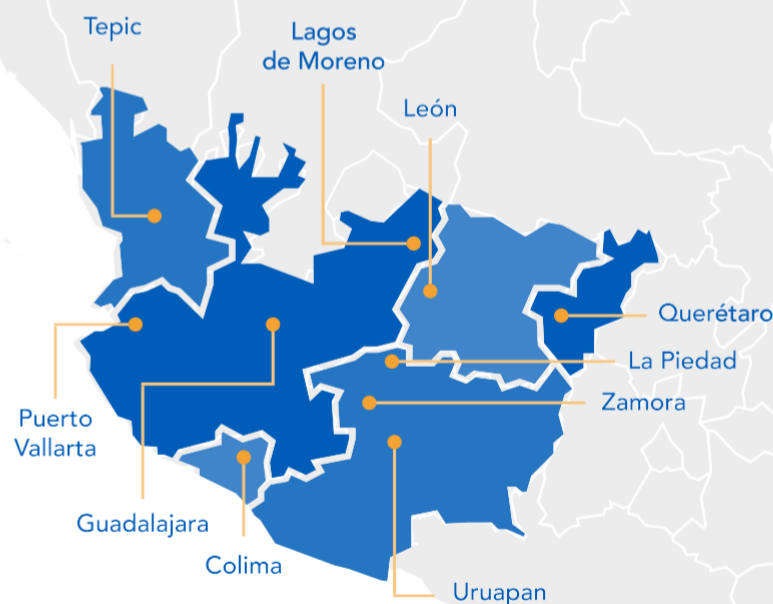 Tepic
Lagos
de Moreno
León
Querétaro
La Piedad
Zamora
Puerto
Vallarta
Guadalajara
Colima
Uruapan